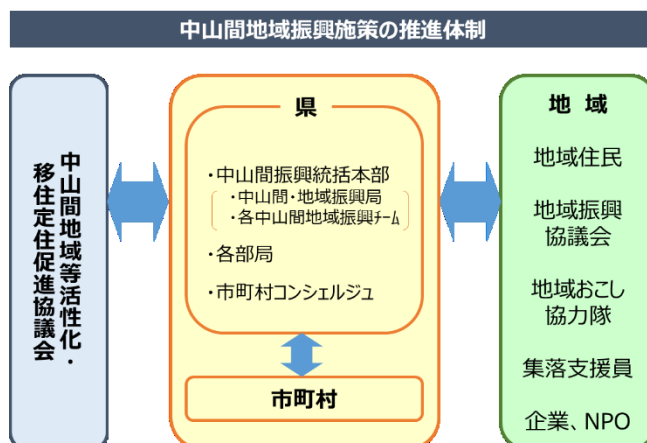 中山間地域振興施策の推進体制
中山間地域等活性化・
移住定住促進協議会
県
・中山間振興統括本部
・中山間・地域振興局
・各中山間地域振興ﾁｰﾑ
・各部局
・市町村コンシェルジュ
市町村
地 域
地域住民
地域振興
協議会
地域おこし
協力隊
集落支援員
企業、NPO